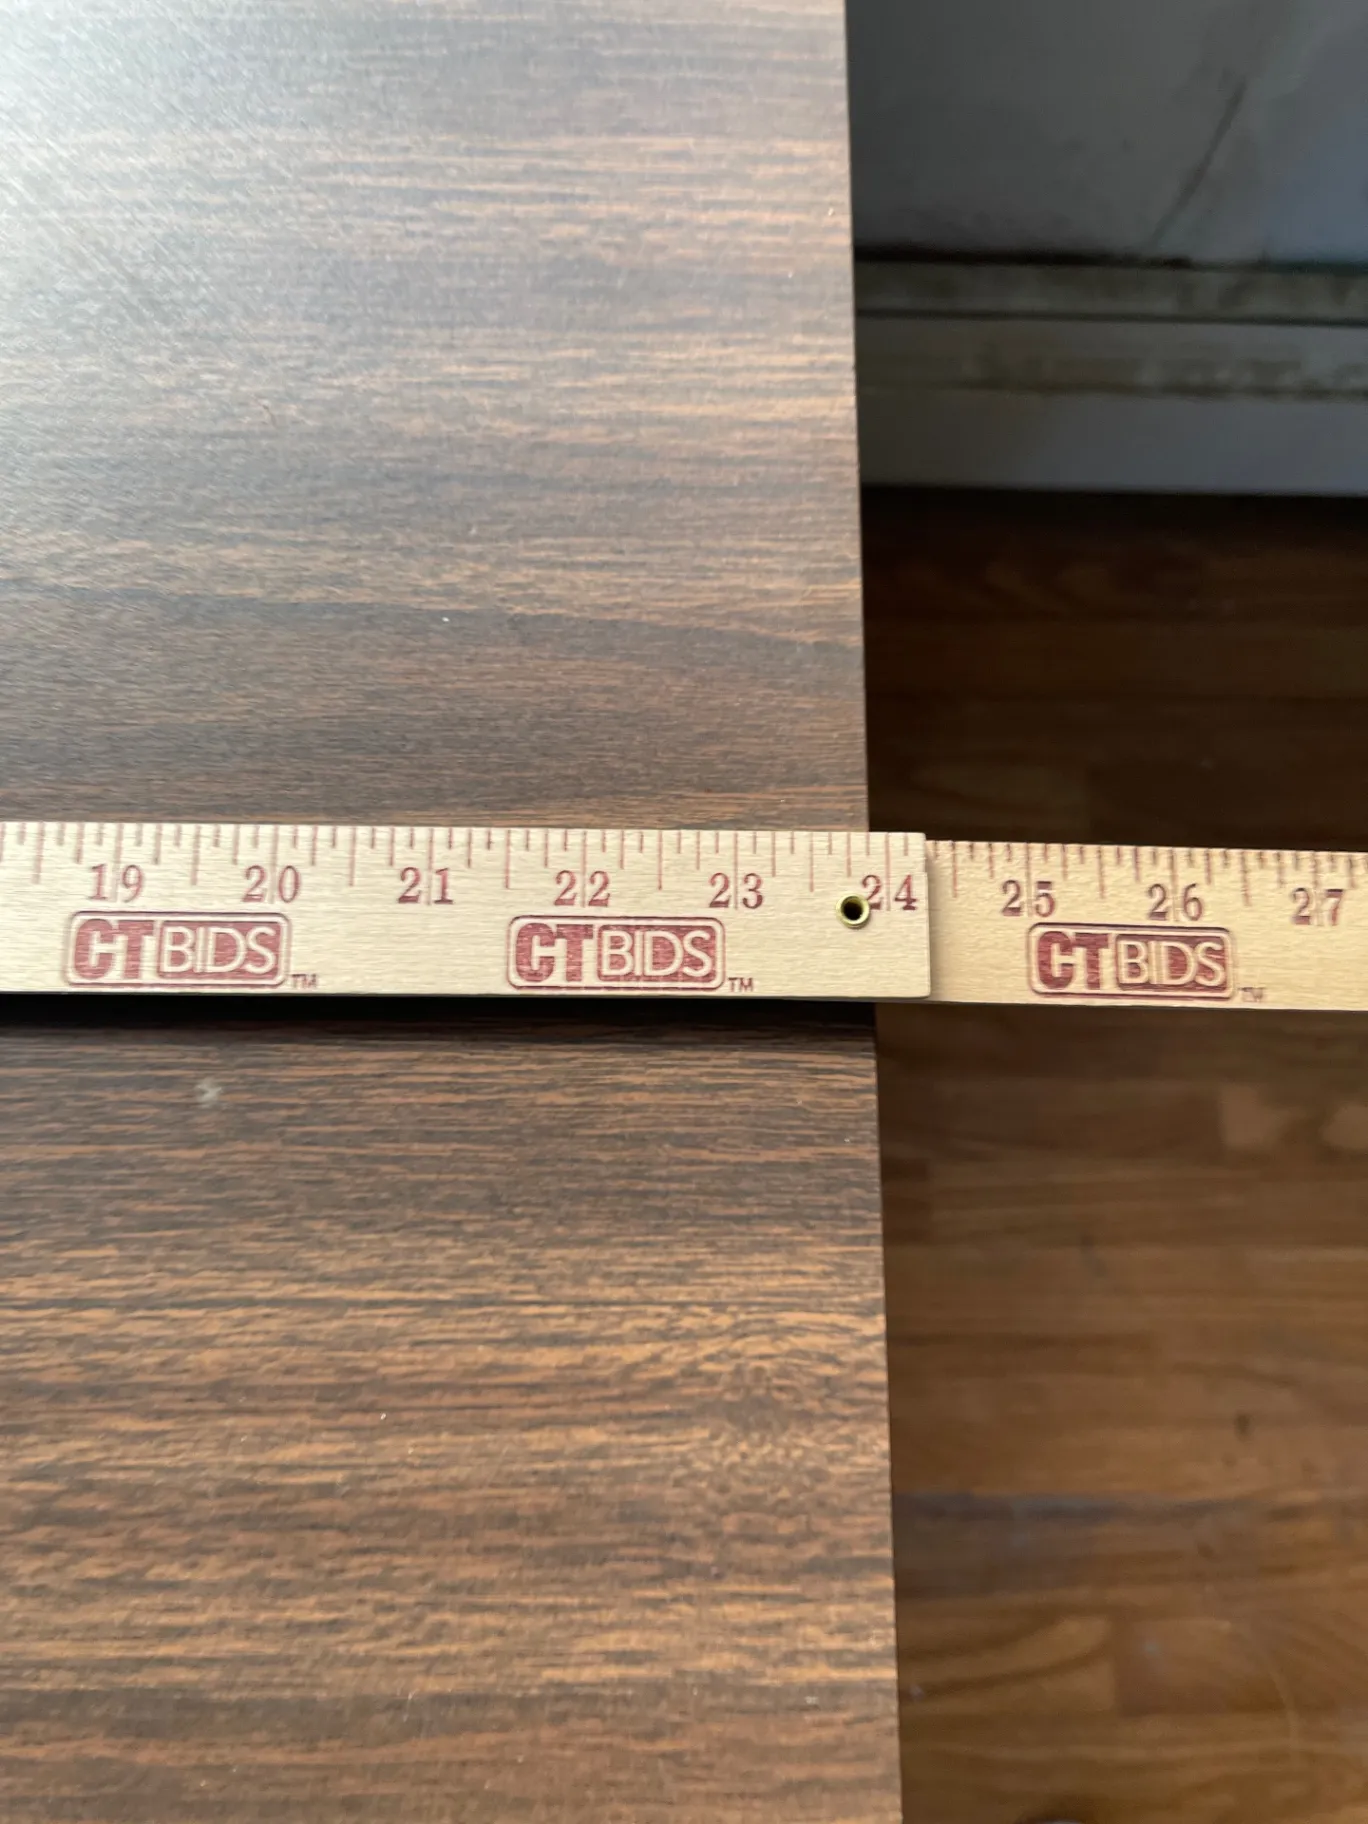 19 20 21 22 23 24 25 26 27
CTBIDS™ CTBIDS™ CTBIDS™